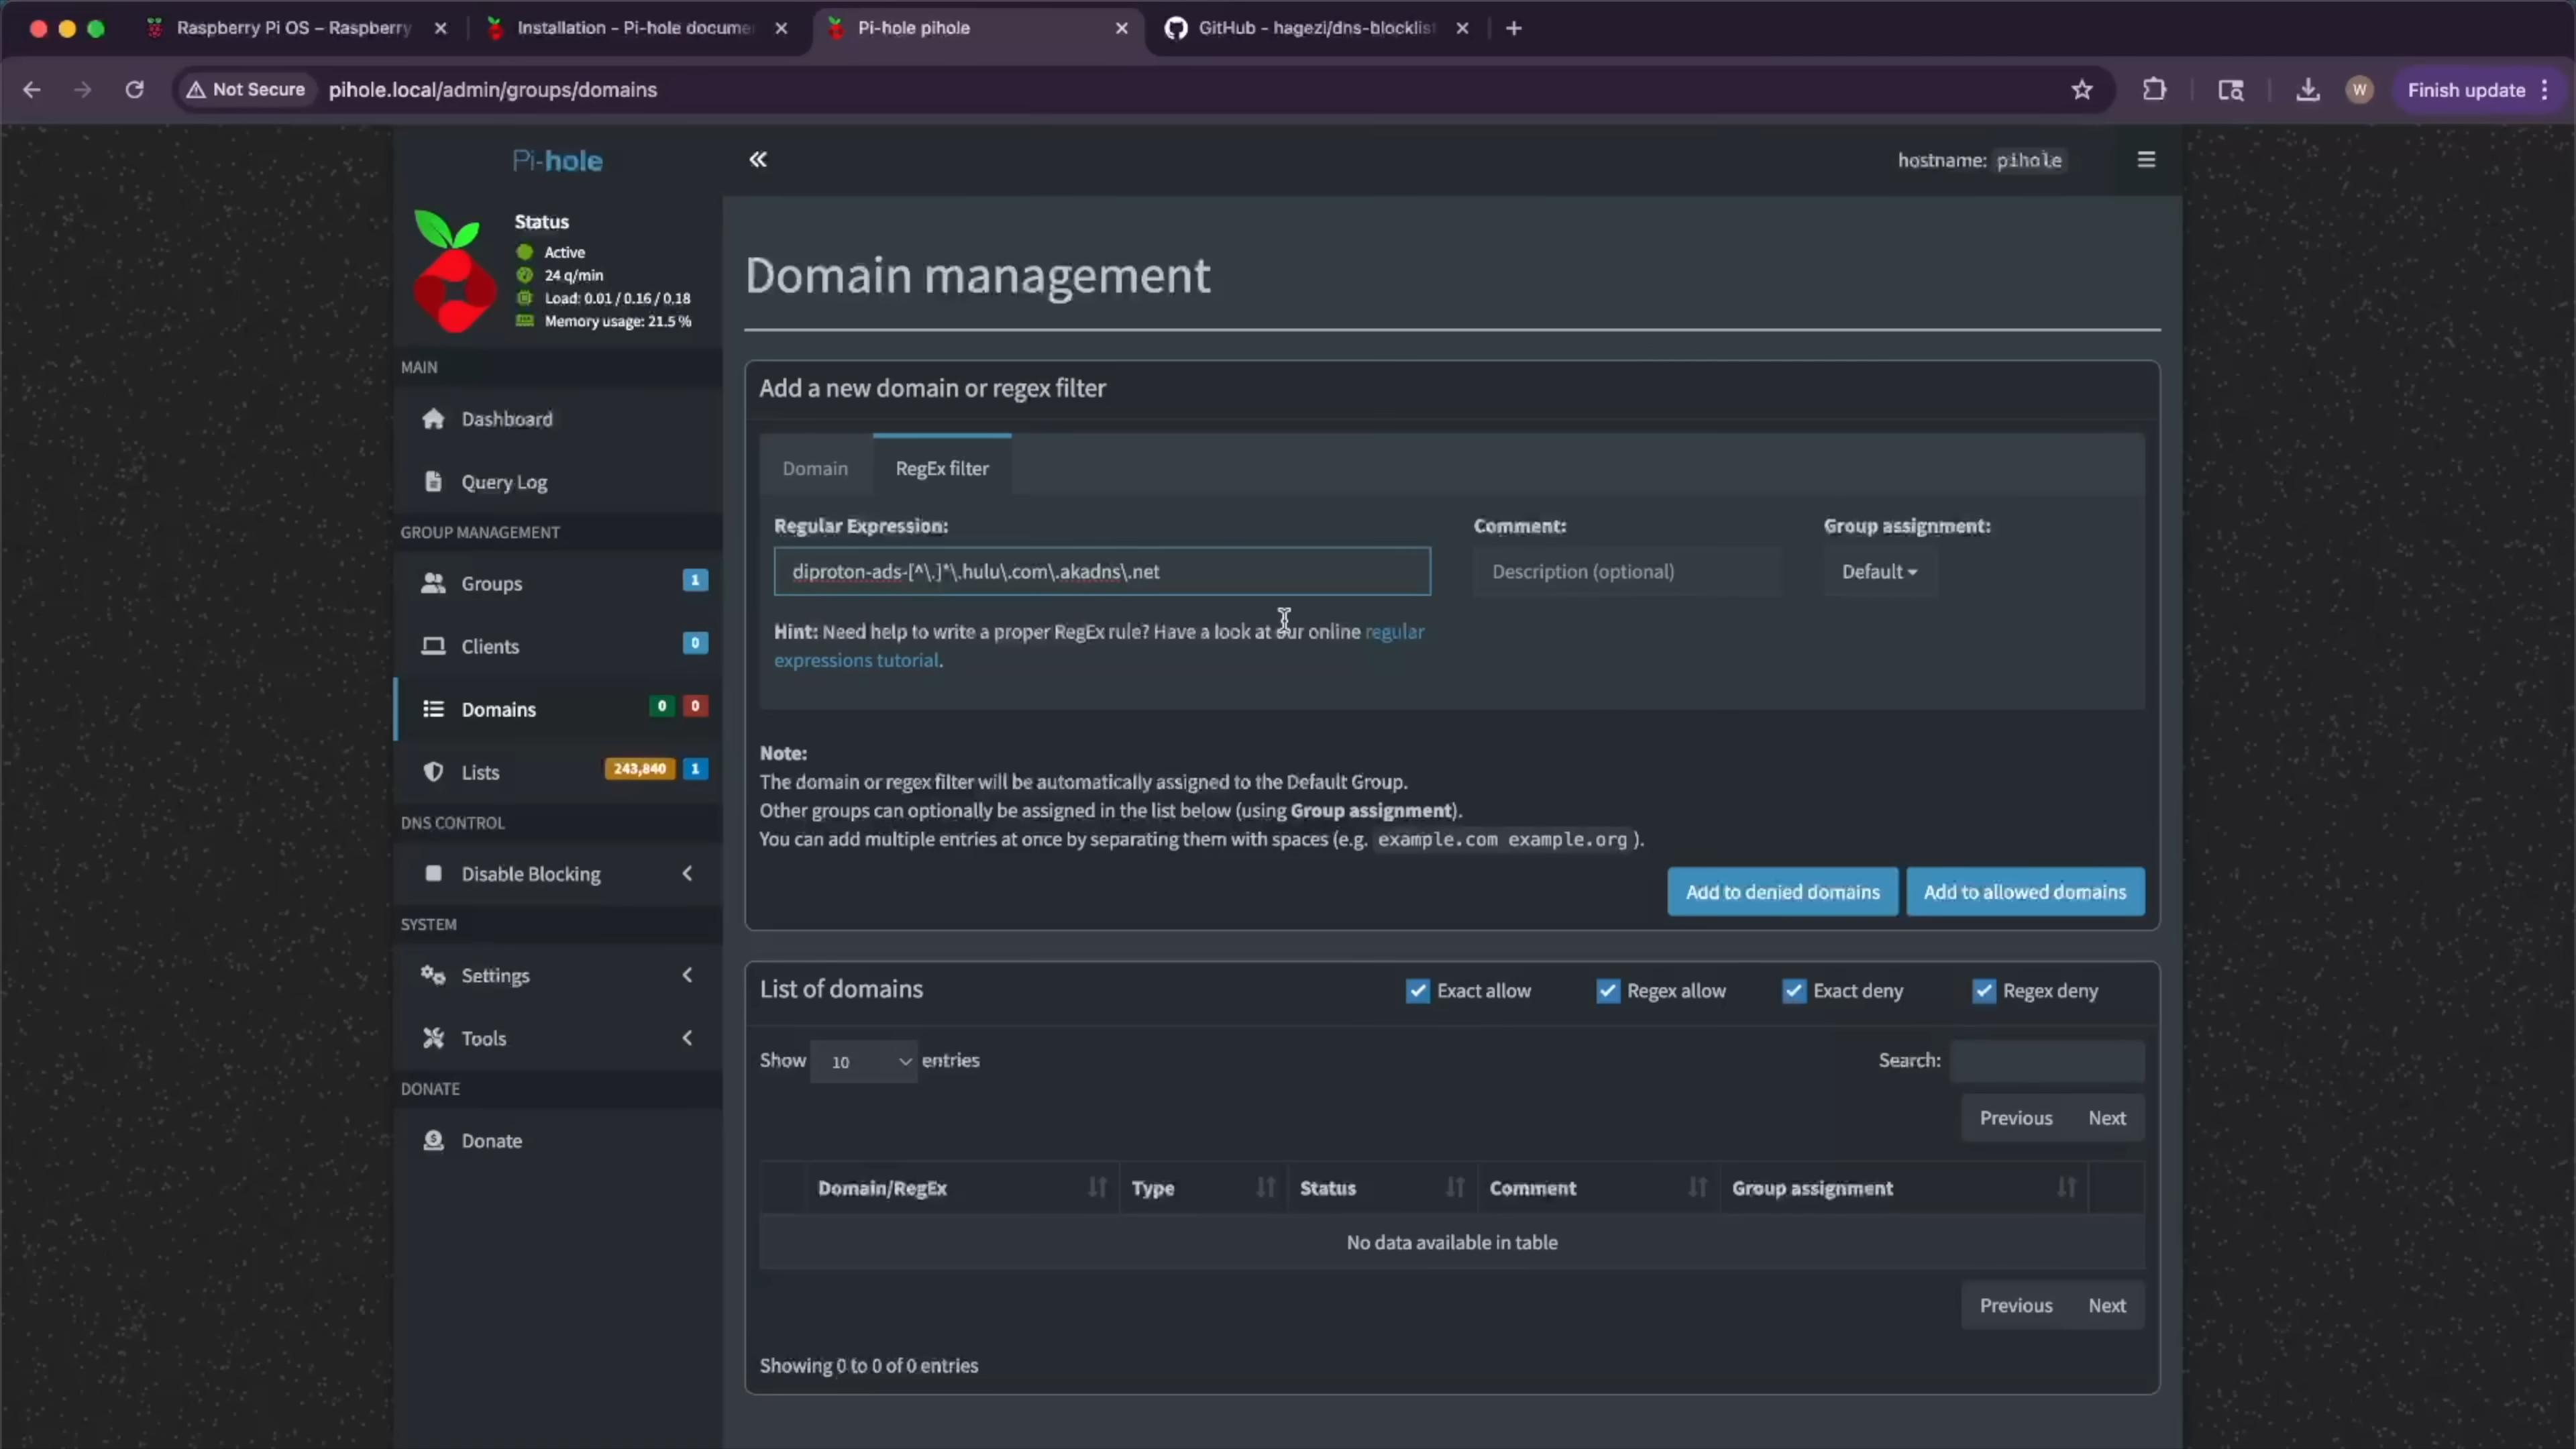 Raspberry Pi OS – Raspberry
Installation - Pi-hole docume
Pi-hole pihole
GitHub - hagezi/dns-blocklis
Not Secure
pihole.local/admin/groups/domains
W
Finish update
Pi-hole
hostname: pihole
Status
Active
24 q/min
Load: 0.01 / 0.16 / 0.18
Memory usage: 21.5 %
MAIN
Dashboard
Query Log
GROUP MANAGEMENT
Groups 1
Clients 0
Domains 0 0
Lists 243,840 1
DNS CONTROL
Disable Blocking
SYSTEM
Settings
Tools
DONATE
Donate
Domain management
Add a new domain or regex filter
Domain
RegEx filter
Regular Expression:
Comment:
Group assignment:
diproton-ads-[^\.]*\.hulu\.com\.akadns\.net
Description (optional)
Default
Hint: Need help to write a proper RegEx rule? Have a look at our online regular
expressions tutorial.
Note:
The domain or regex filter will be automatically assigned to the Default Group.
Other groups can optionally be assigned in the list below (using Group assignment).
You can add multiple entries at once by separating them with spaces (e.g. example.com example.org ).
Add to denied domains
Add to allowed domains
List of domains
Exact allow
Regex allow
Exact deny
Regex deny
Show 10 entries
Search:
Previous Next
Domain/RegEx
Type
Status
Comment
Group assignment
No data available in table
Previous Next
Showing 0 to 0 of 0 entries